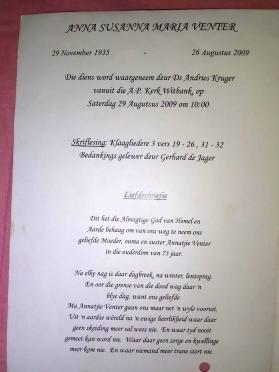 ANNA SUSANNA MARIA VENTER
29 November 1935 - 26 Augustus 2009
Die diens word waargeneem deur Ds Andries Kruger
vanuit die A.P. Kerk Witbank, op
Saterdag 29 Augutsus 2009 om 10:00
Skriflesing: Klaagliedere 3 vers 19 - 26, 31 - 32
Bedankings gelewer deur Gerhard de Jager
Liefdesbriefie
Dit het die Almagtige God van Hemel en
Aarde behaag om van ons weg te neem ons
geliefde Moeder, ouma en suster Annatjie Venter
in die ouderdom van 73 jaar.
Na elke nag is daar dagbreek, na winter, lenteprag.
En oor die grense van die dood wag daar 'n
blye dag, want ons geliefde
Ma Annatjie Venter gaan ons maar net 'n wyle vooruit.
Uit 'n aardse wêreld na 'n ewige heerlikheid waar daar
geen skeiding meer sal wees nie. En waar tyd nooit
gemeet kan word nie. Waar daar geen sorge en kwellinge
meer kom nie. En waar niemand meer trane stort nie.